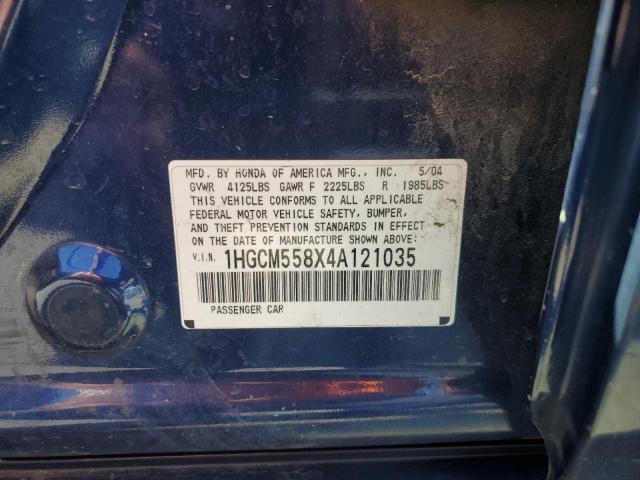 MFD. BY HONDA OF AMERICA MFG., INC. 5/04
GVWR 4125LBS GAWR F 2225LBS R 1985LBS
THIS VEHICLE CONFORMS TO ALL APPLICABLE
FEDERAL MOTOR VEHICLE SAFETY, BUMPER,
AND THEFT PREVENTION STANDARDS IN EFFECT
ON THE DATE OF MANUFACTURE SHOWN ABOVE:
V.I.N. 1HGCM558X4A121035
PASSENGER CAR